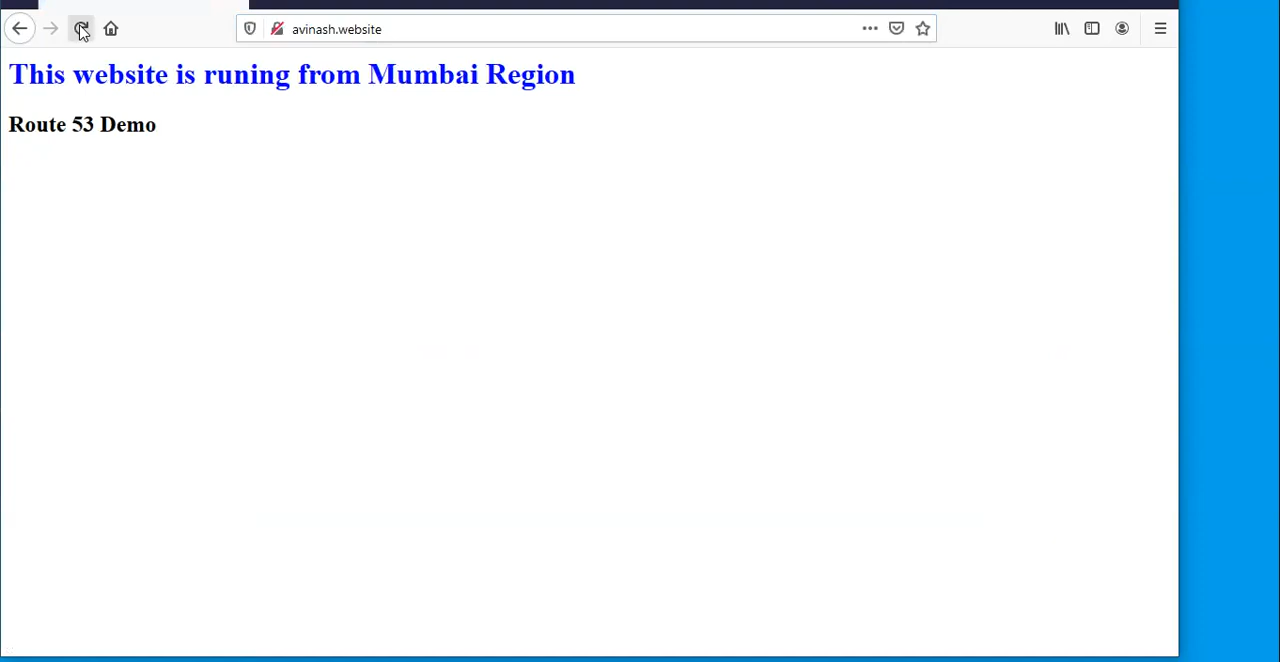 avinash.website
This website is runing from Mumbai Region
Route 53 Demo